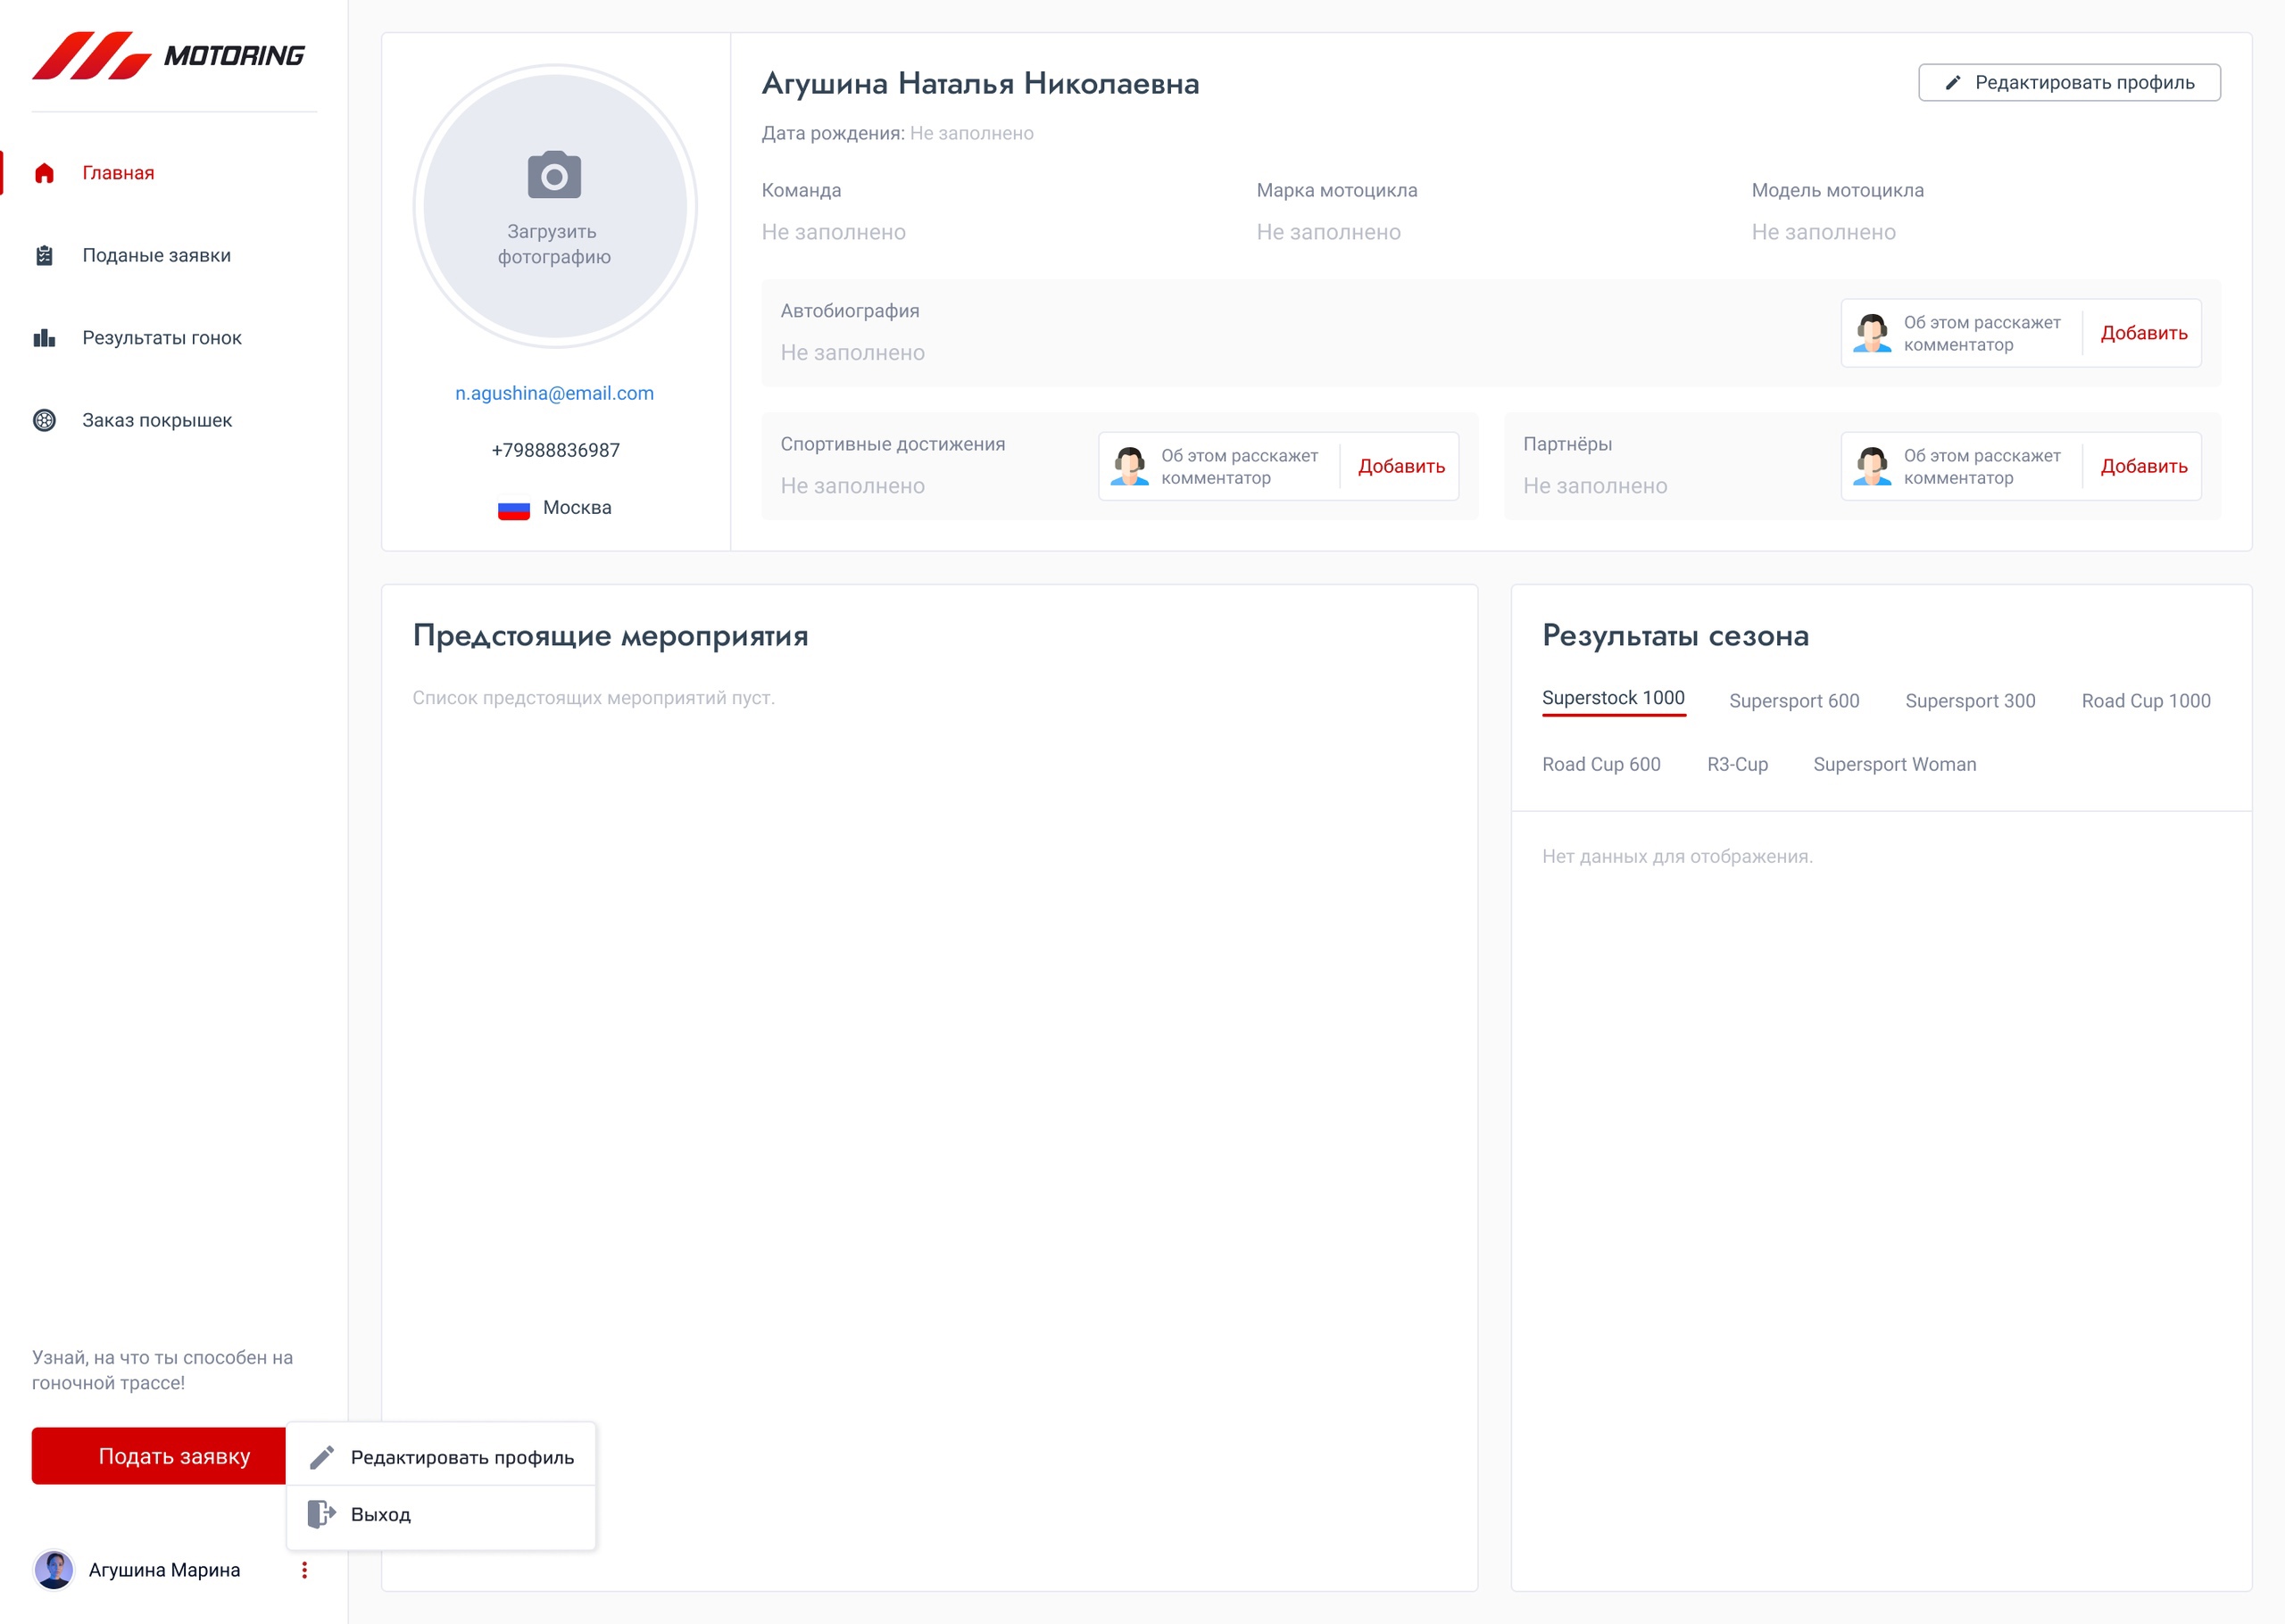 MOTORING
Главная
Поданые заявки
Результаты гонок
Заказ покрышек
Узнай, на что ты способен на
гоночной трассе!
Подать заявку
Редактировать профиль
Выход
Агушина Марина
Загрузить
фотографию
n.agushina@email.com
+79888836987
Москва
Агушина Наталья Николаевна
Редактировать профиль
Дата рождения: Не заполнено
Команда
Не заполнено
Марка мотоцикла
Не заполнено
Модель мотоцикла
Не заполнено
Автобиография
Не заполнено
Об этом расскажет
комментатор
Добавить
Спортивные достижения
Не заполнено
Об этом расскажет
комментатор
Добавить
Партнёры
Не заполнено
Об этом расскажет
комментатор
Добавить
Предстоящие мероприятия
Список предстоящих мероприятий пуст.
Результаты сезона
Superstock 1000 Supersport 600 Supersport 300 Road Cup 1000
Road Cup 600 R3-Cup Supersport Woman
Нет данных для отображения.